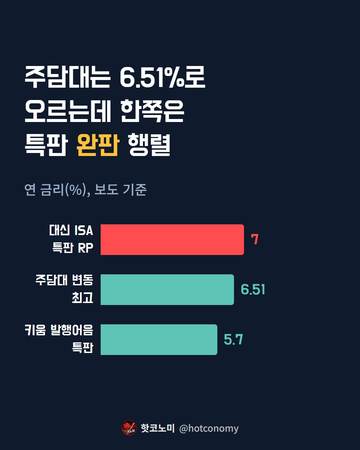 주담대는 6.51%로
오르는데 한쪽은
특판 완판 행렬
연 금리(%), 보도 기준
대신 ISA
특판 RP
7
주담대 변동
최고
6.51
키움 발행어음
특판
5.7
핫코노미 @hotconomy